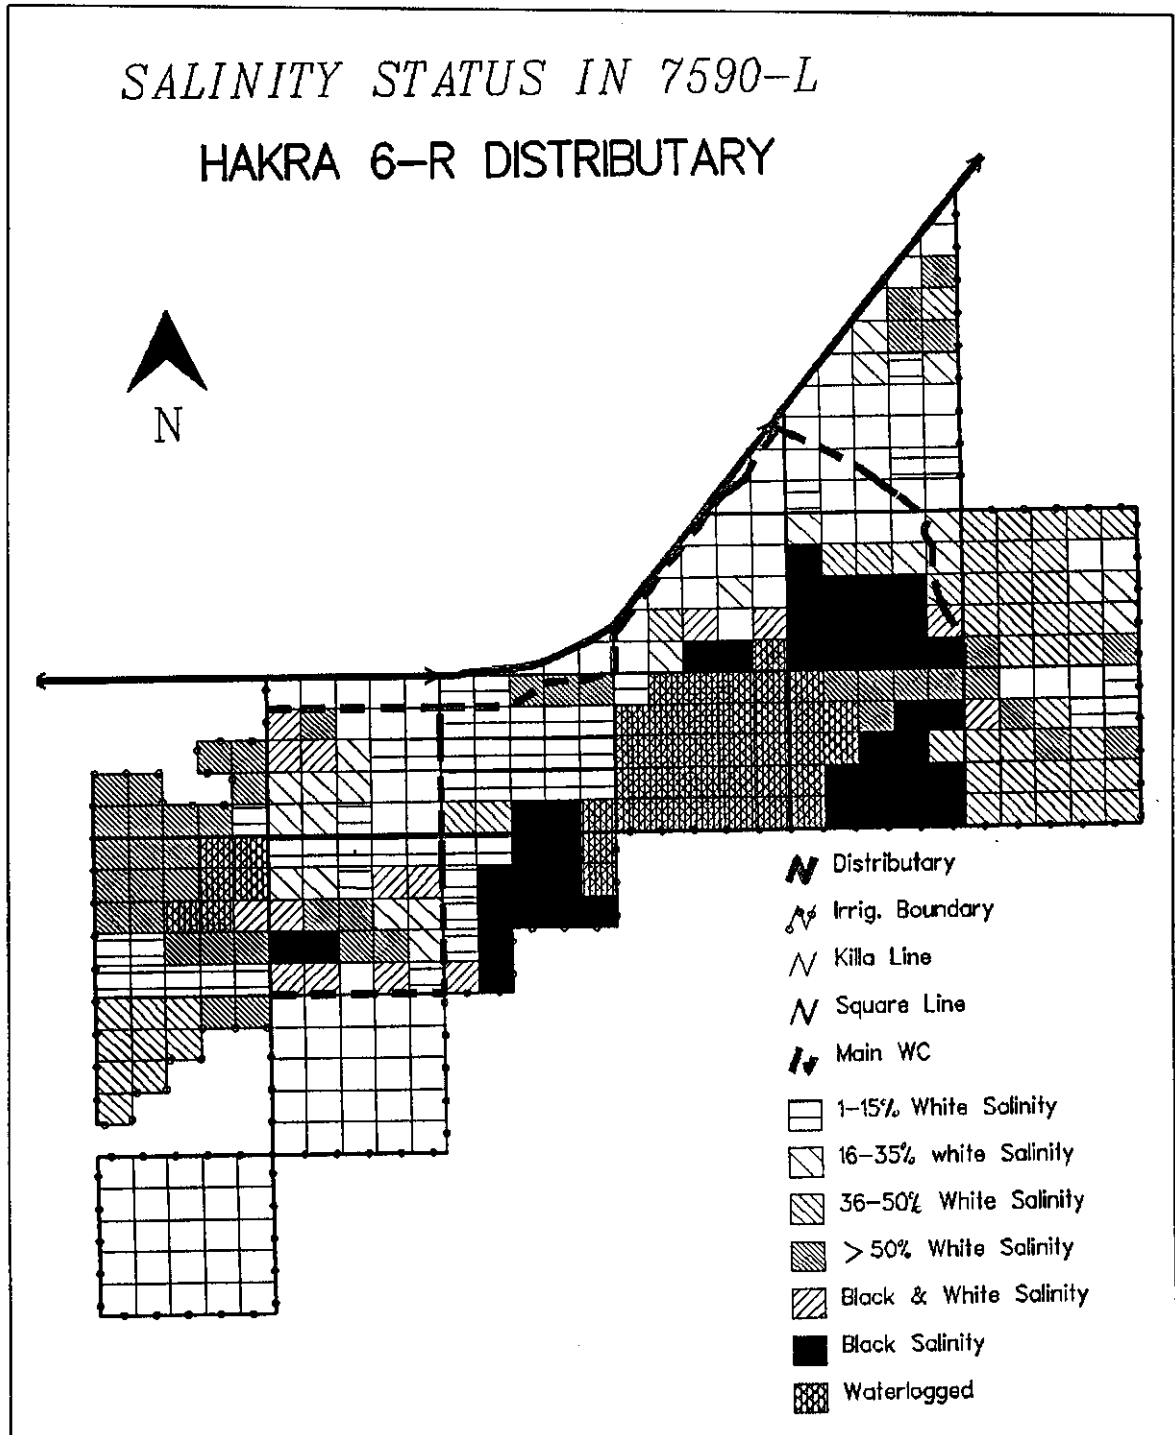 SALINITY STATUS IN 7590-L
HAKRA 6-R DISTRIBUTARY
N
Distributary
Irrig. Boundary
Killa Line
Square Line
Main WC
1-15% White Salinity
16-35% white Salinity
36-50% White Salinity
>50% White Salinity
Black & White Salinity
Black Salinity
Waterlogged